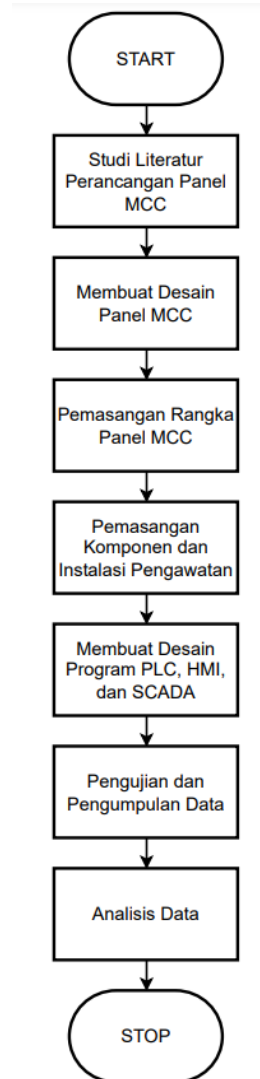 START
Studi Literatur
Perancangan Panel
MCC
Membuat Desain
Panel MCC
Pemasangan Rangka
Panel MCC
Pemasangan
Komponen dan
Instalasi Pengawatan
Membuat Desain
Program PLC, HMI,
dan SCADA
Pengujian dan
Pengumpulan Data
Analisis Data
STOP